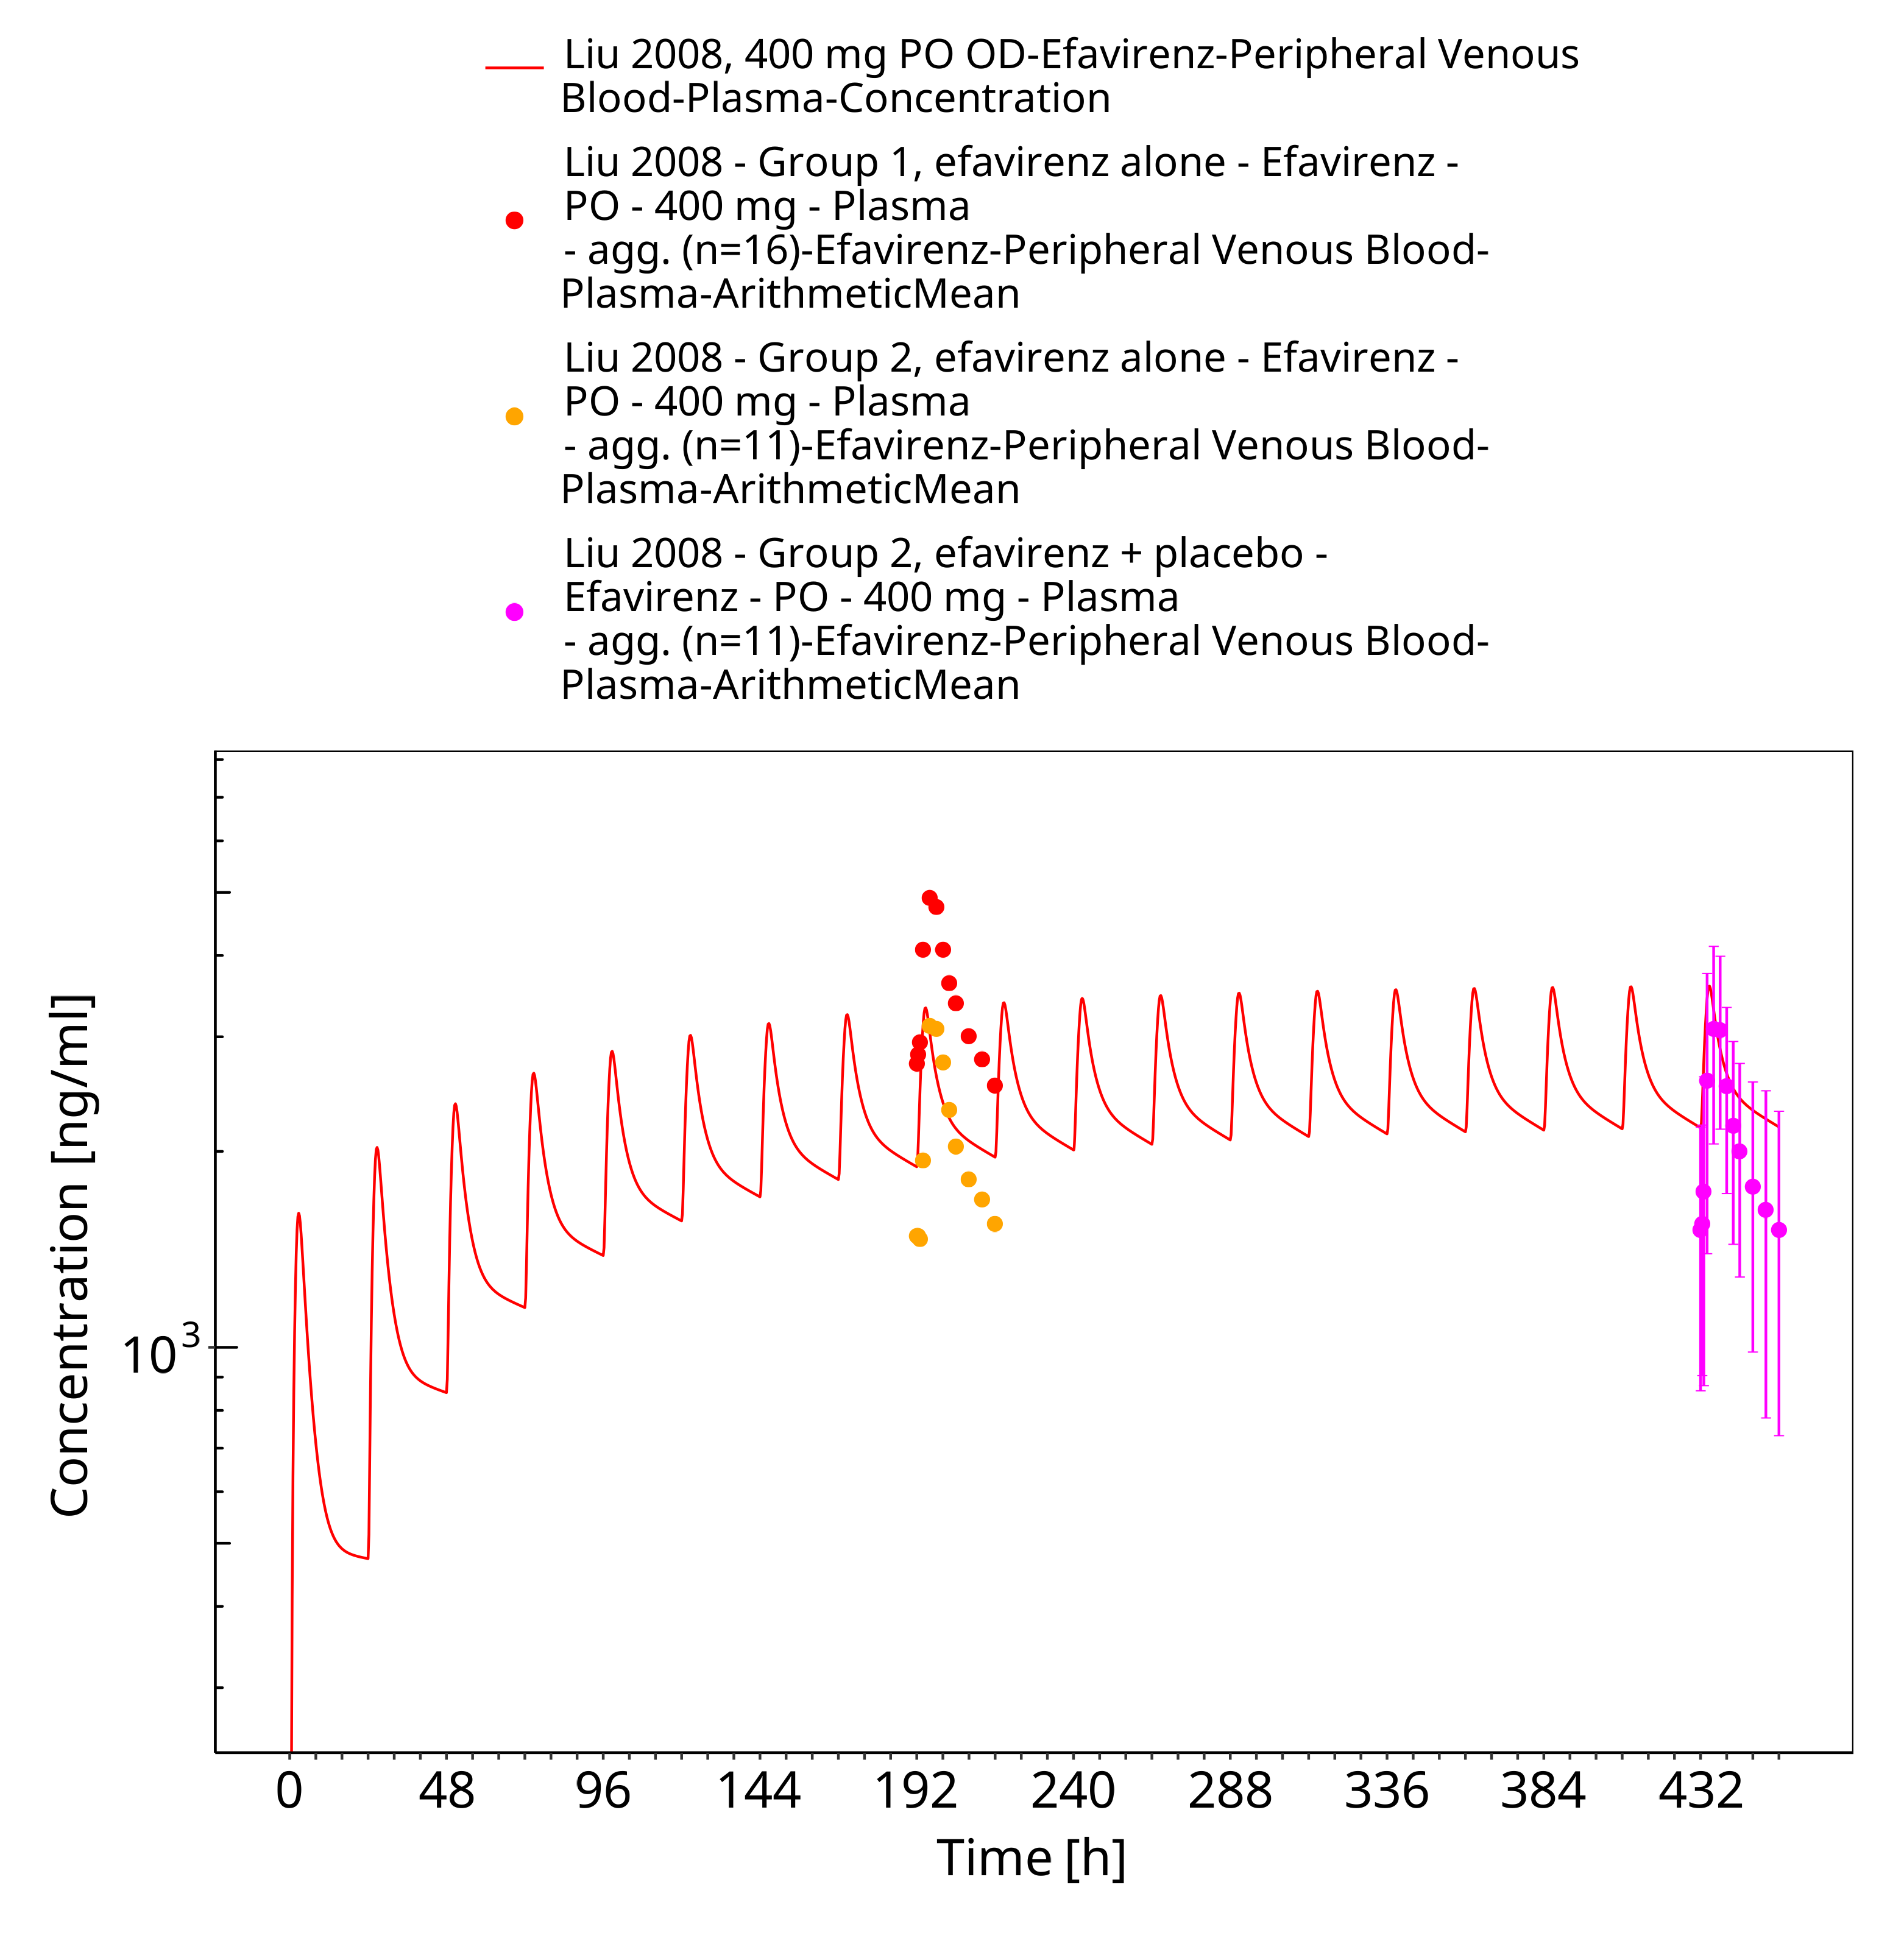 Liu 2008, 400 mg PO OD-Efavirenz-Peripheral Venous
Blood-Plasma-Concentration
Liu 2008 - Group 1, efavirenz alone - Efavirenz -
PO - 400 mg - Plasma
- agg. (n=16)-Efavirenz-Peripheral Venous Blood-
Plasma-ArithmeticMean
Liu 2008 - Group 2, efavirenz alone - Efavirenz -
PO - 400 mg - Plasma
- agg. (n=11)-Efavirenz-Peripheral Venous Blood-
Plasma-ArithmeticMean
Liu 2008 - Group 2, efavirenz + placebo -
Efavirenz - PO - 400 mg - Plasma
- agg. (n=11)-Efavirenz-Peripheral Venous Blood-
Plasma-ArithmeticMean
Concentration [ng/ml]
10³
0 48 96 144 192 240 288 336 384 432
Time [h]